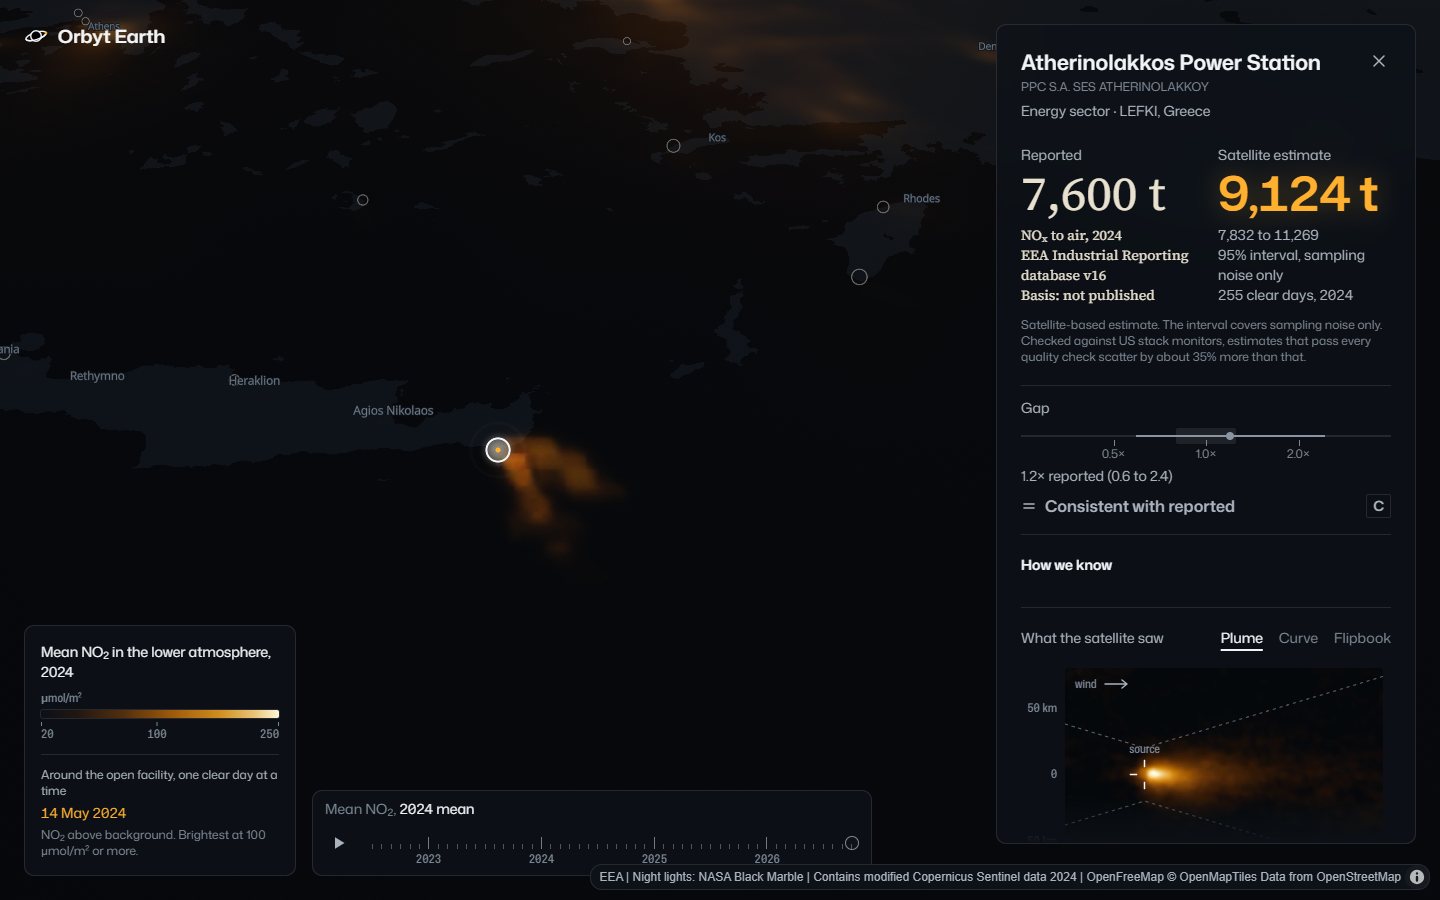 Athens
Orbyt Earth
Kos
Rhodes
Rethymno
Heraklion
Agios Nikolaos
Atherinolakkos Power Station
PPC S.A. SES ATHERINOLAKKOY
Energy sector · LEFKI, Greece
Reported
7,600 t
NOₓ to air, 2024
EEA Industrial Reporting
database v16
Basis: not published
Satellite estimate
9,124 t
7,832 to 11,269
95% interval, sampling
noise only
255 clear days, 2024
Satellite-based estimate. The interval covers sampling noise only.
Checked against US stack monitors, estimates that pass every
quality check scatter by about 35% more than that.
Gap
0.5× 1.0× 2.0×
1.2× reported (0.6 to 2.4)
= Consistent with reported C
How we know
What the satellite saw Plume Curve Flipbook
wind →
50 km
source
0
Mean NO₂ in the lower atmosphere,
2024
µmol/m²
20 100 250
Around the open facility, one clear day at a
time
14 May 2024
NO₂ above background. Brightest at 100
µmol/m² or more.
Mean NO₂, 2024 mean
2023 2024 2025 2026
EEA | Night lights: NASA Black Marble | Contains modified Copernicus Sentinel data 2024 | OpenFreeMap © OpenMapTiles Data from OpenStreetMap